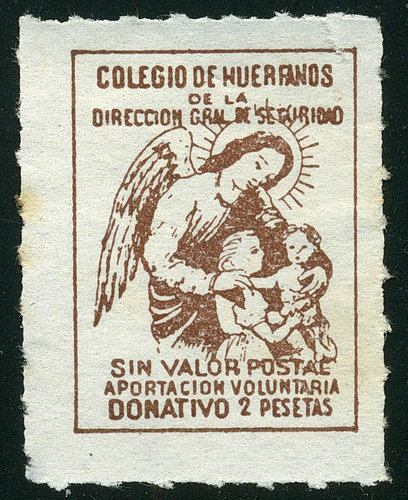 COLEGIO DE HUERFANOS
DE LA
DIRECCION GRAL DE SEGURIDAD
SIN VALOR POSTAL
APORTACION VOLUNTARIA
DONATIVO 2 PESETAS